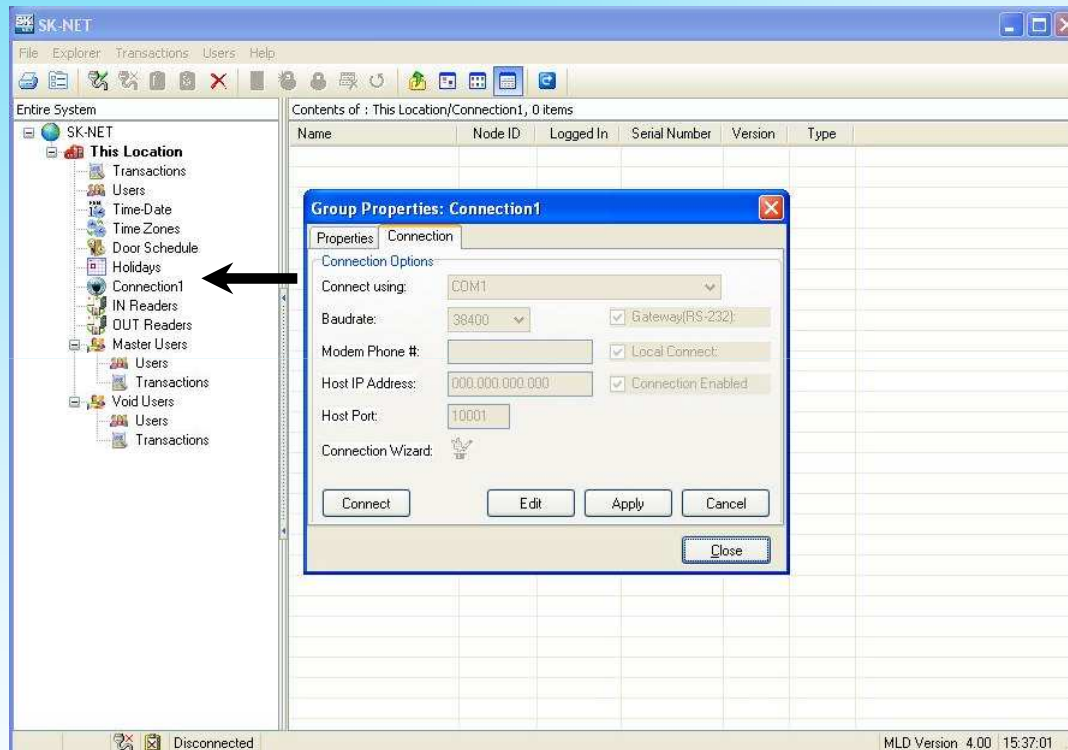 SK-NET
File Explorer Transactions Users Help
Entire System
SK-NET
This Location
Transactions
Users
Time-Date
Time Zones
Door Schedule
Holidays
Connection1
IN Readers
OUT Readers
Master Users
Users
Transactions
Void Users
Users
Transactions
Contents of : This Location/Connection1, 0 items
Name Node ID Logged In Serial Number Version Type
Group Properties: Connection1
Properties Connection
Connection Options
Connect using: COM1
Baudrate: 38400 Gateway(RS-232):
Modem Phone #: Local Connect:
Host IP Address: 000.000.000.000 Connection Enabled
Host Port: 10001
Connection Wizard:
Connect Edit Apply Cancel
Close
Disconnected MLD Version 4.00 15:37:01